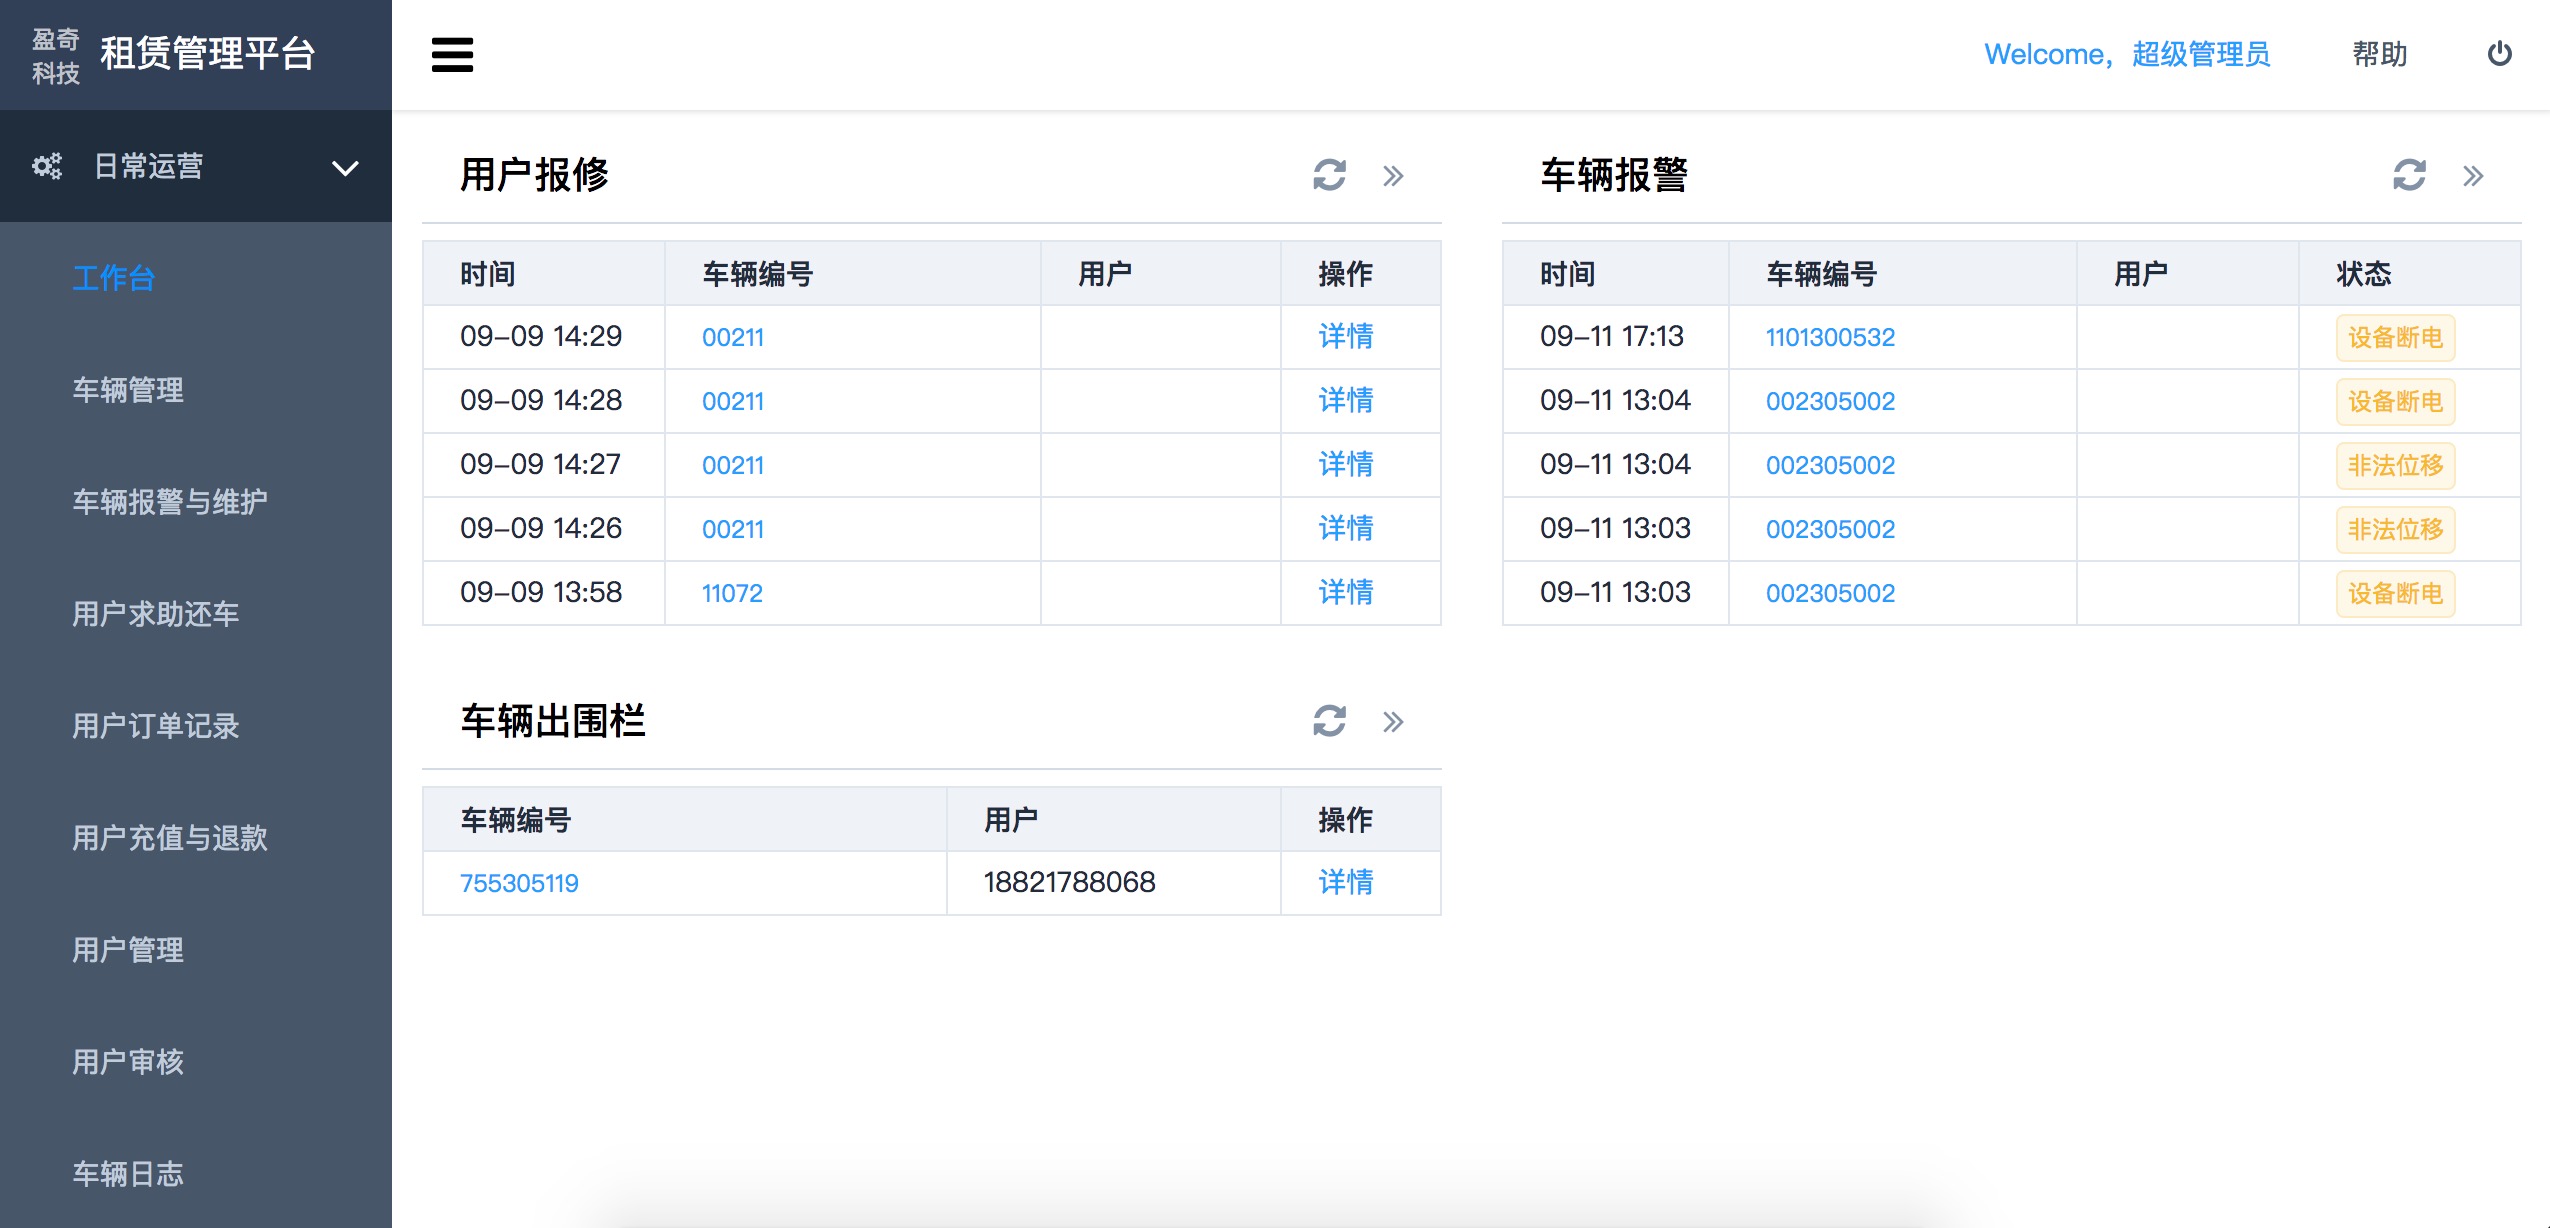 盈奇
科技
租赁管理平台
Welcome，超级管理员
帮助
日常运营
工作台
车辆管理
车辆报警与维护
用户求助还车
用户订单记录
用户充值与退款
用户管理
用户审核
车辆日志
用户报修
时间 车辆编号 用户 操作
09-09 14:29 00211 详情
09-09 14:28 00211 详情
09-09 14:27 00211 详情
09-09 14:26 00211 详情
09-09 13:58 11072 详情
车辆报警
时间 车辆编号 用户 状态
09-11 17:13 1101300532 设备断电
09-11 13:04 002305002 设备断电
09-11 13:04 002305002 非法位移
09-11 13:03 002305002 非法位移
09-11 13:03 002305002 设备断电
车辆出围栏
车辆编号 用户 操作
755305119 18821788068 详情